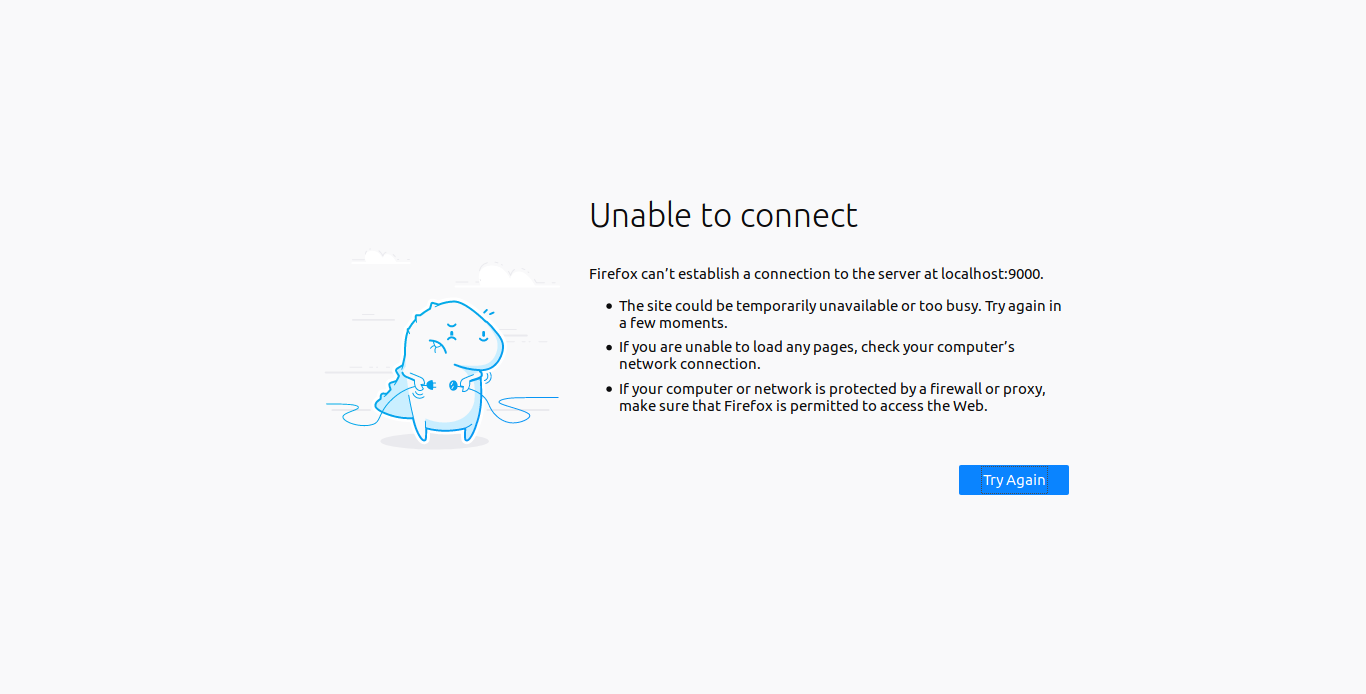 Unable to connect
Firefox can’t establish a connection to the server at localhost:9000.
The site could be temporarily unavailable or too busy. Try again in
a few moments.
If you are unable to load any pages, check your computer’s
network connection.
If your computer or network is protected by a firewall or proxy,
make sure that Firefox is permitted to access the Web.
Try Again